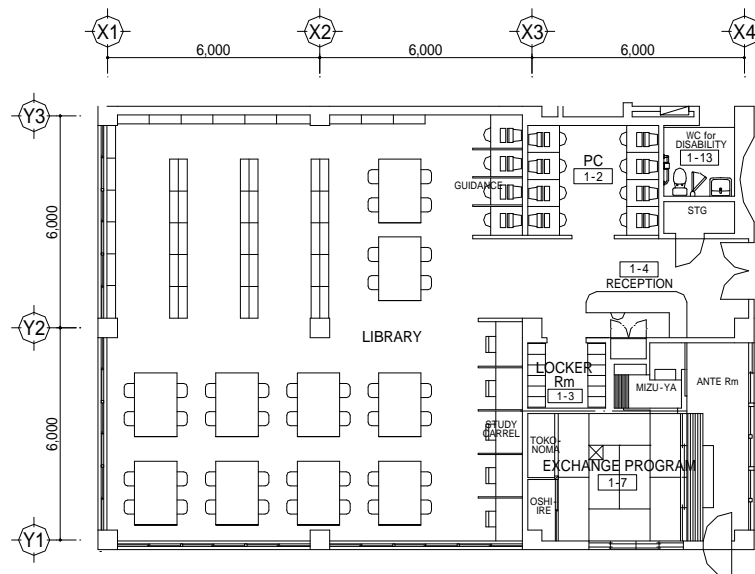 X1
X2
X3
X4
6,000
6,000
6,000
Y3
WC for
DISABILITY
1-13
PC
1-2
GUIDANCE
STG
6,000
1-4
RECEPTION
Y2
LIBRARY
LOCKER
Rm
1-3
MIZU-YA
ANTE Rm
6,000
STUDY
CARREL
TOKO-
NOMA
EXCHANGE PROGRAM
1-7
OSHI-
IRE
Y1